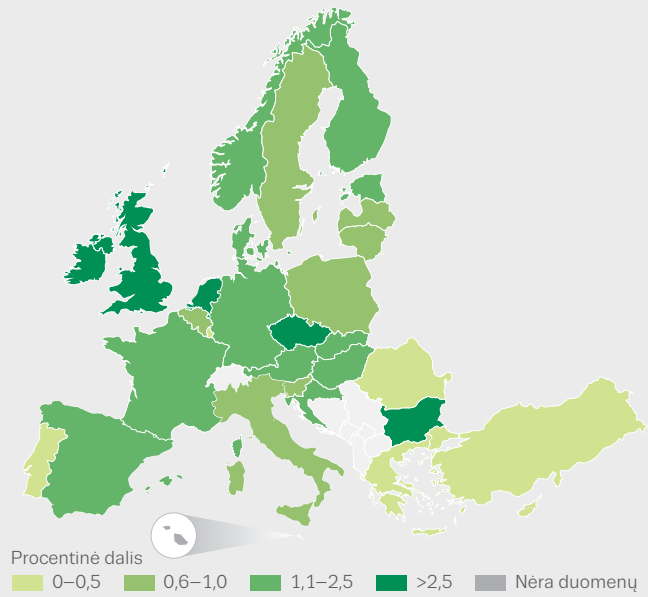 Procentinė dalis
0–0,5 0,6–1,0 1,1–2,5 >2,5 Nėra duomenų